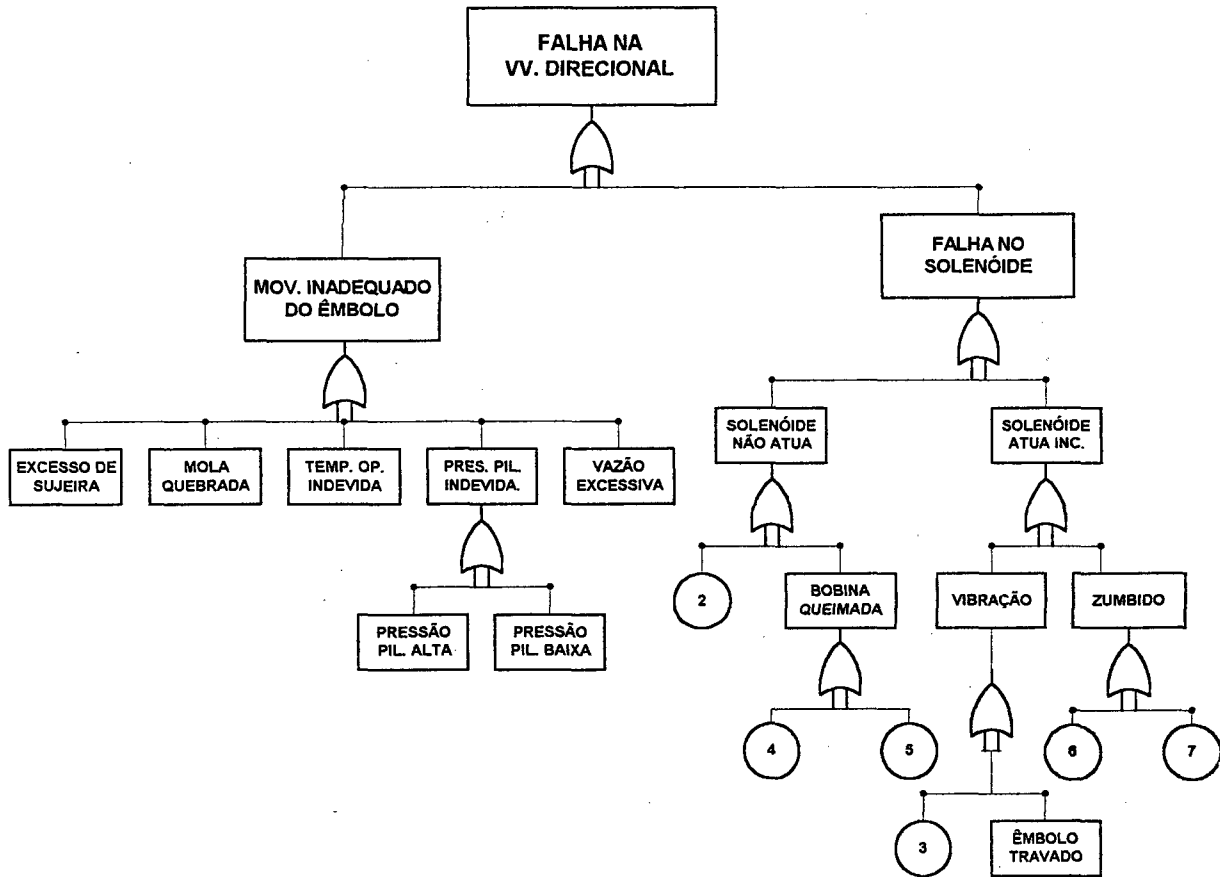 FALHA NA
VV. DIRECIONAL
FALHA NO
SOLENÓIDE
MOV. INADEQUADO
DO ÊMBOLO
SOLENÓIDE
NÃO ATUA
SOLENÓIDE
ATUA INC.
EXCESSO DE
SUJEIRA
MOLA
QUEBRADA
TEMP. OP.
INDEVIDA
PRES. PIL.
INDEVIDA.
VAZÃO
EXCESSIVA
2
BOBINA
QUEIMADA
VIBRAÇÃO
ZUMBIDO
PRESSÃO
PIL. ALTA
PRESSÃO
PIL. BAIXA
4
5
6
7
3
ÊMBOLO
TRAVADO